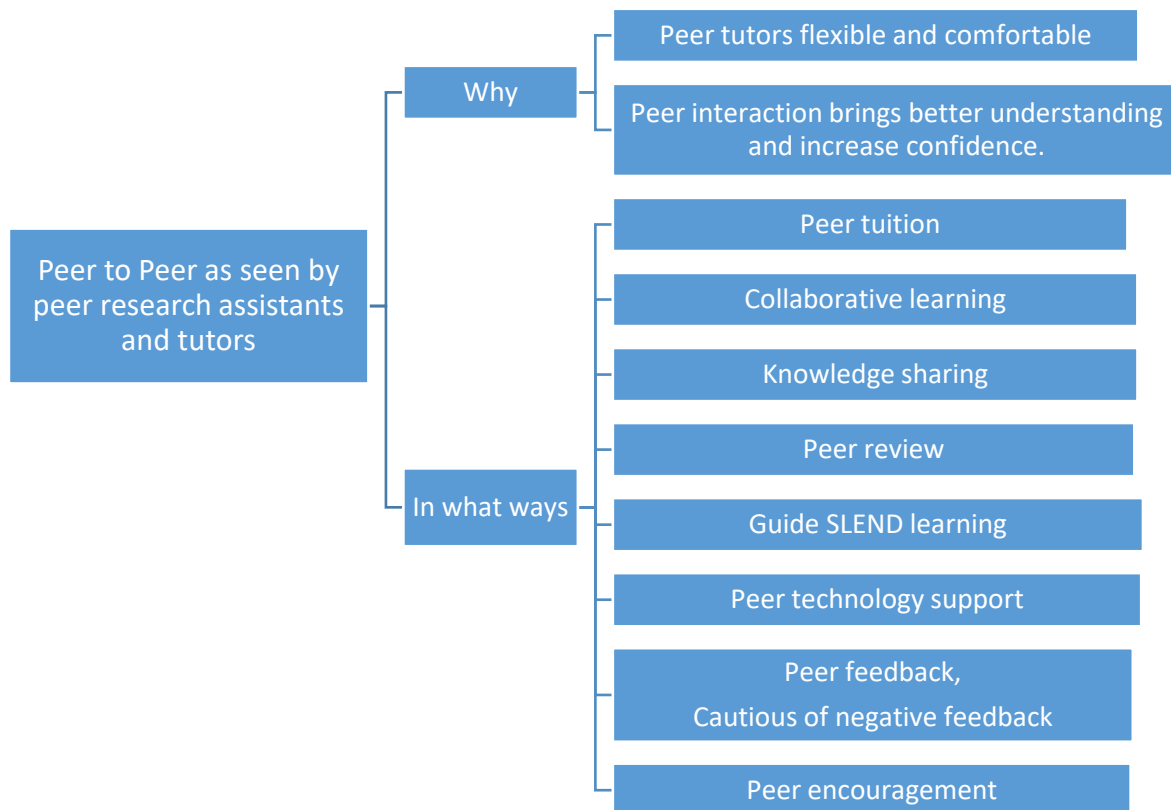 Peer to Peer as seen by
peer research assistants
and tutors
Why
Peer tutors flexible and comfortable
Peer interaction brings better understanding
and increase confidence.
In what ways
Peer tuition
Collaborative learning
Knowledge sharing
Peer review
Guide SLEND learning
Peer technology support
Peer feedback,
Cautious of negative feedback
Peer encouragement